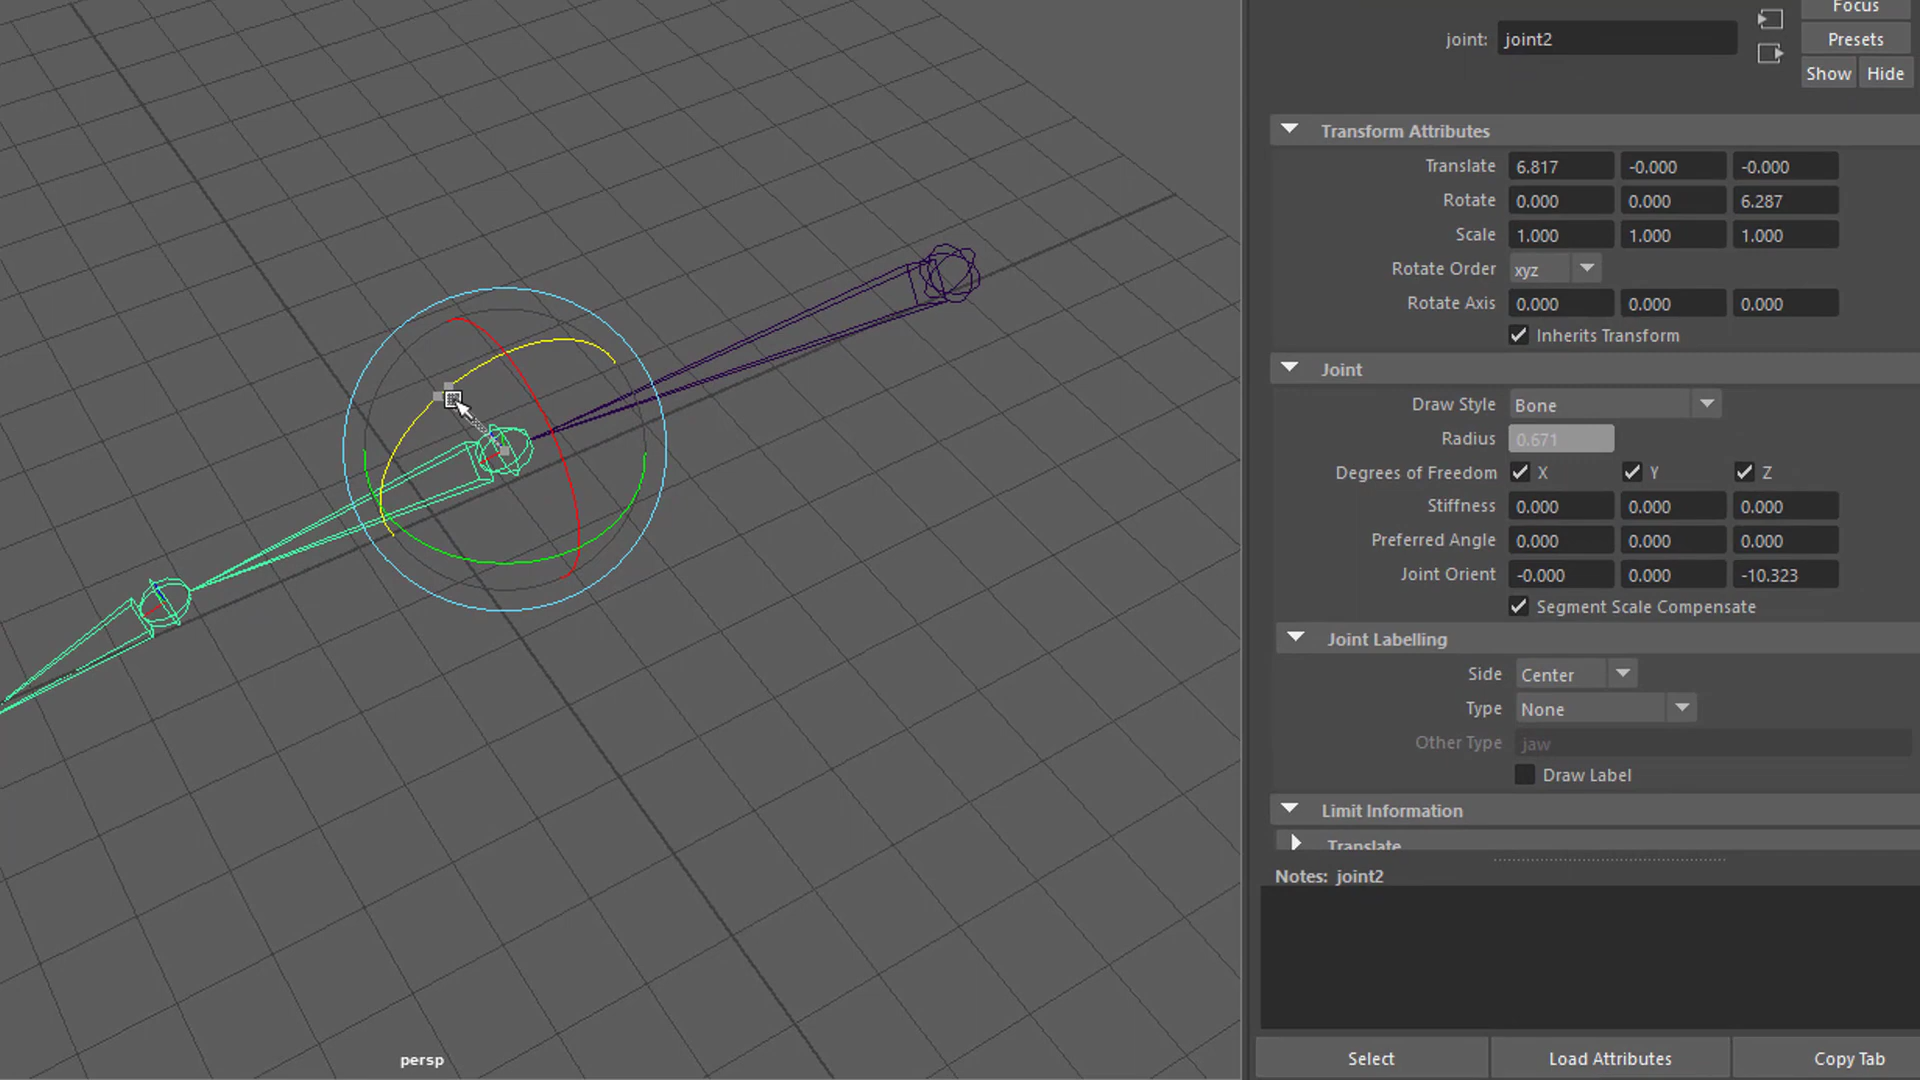 Focus
joint: joint2
Presets
Show Hide
Transform Attributes
Translate 6.817 -0.000 -0.000
Rotate 0.000 0.000 6.287
Scale 1.000 1.000 1.000
Rotate Order xyz
Rotate Axis 0.000 0.000 0.000
Inherits Transform
Joint
Draw Style Bone
Radius 0.671
Degrees of Freedom X Y Z
Stiffness 0.000 0.000 0.000
Preferred Angle 0.000 0.000 0.000
Joint Orient -0.000 0.000 -10.323
Segment Scale Compensate
Joint Labelling
Side Center
Type None
Other Type jaw
Draw Label
Limit Information
Translate
Notes: joint2
Select Load Attributes Copy Tab
persp